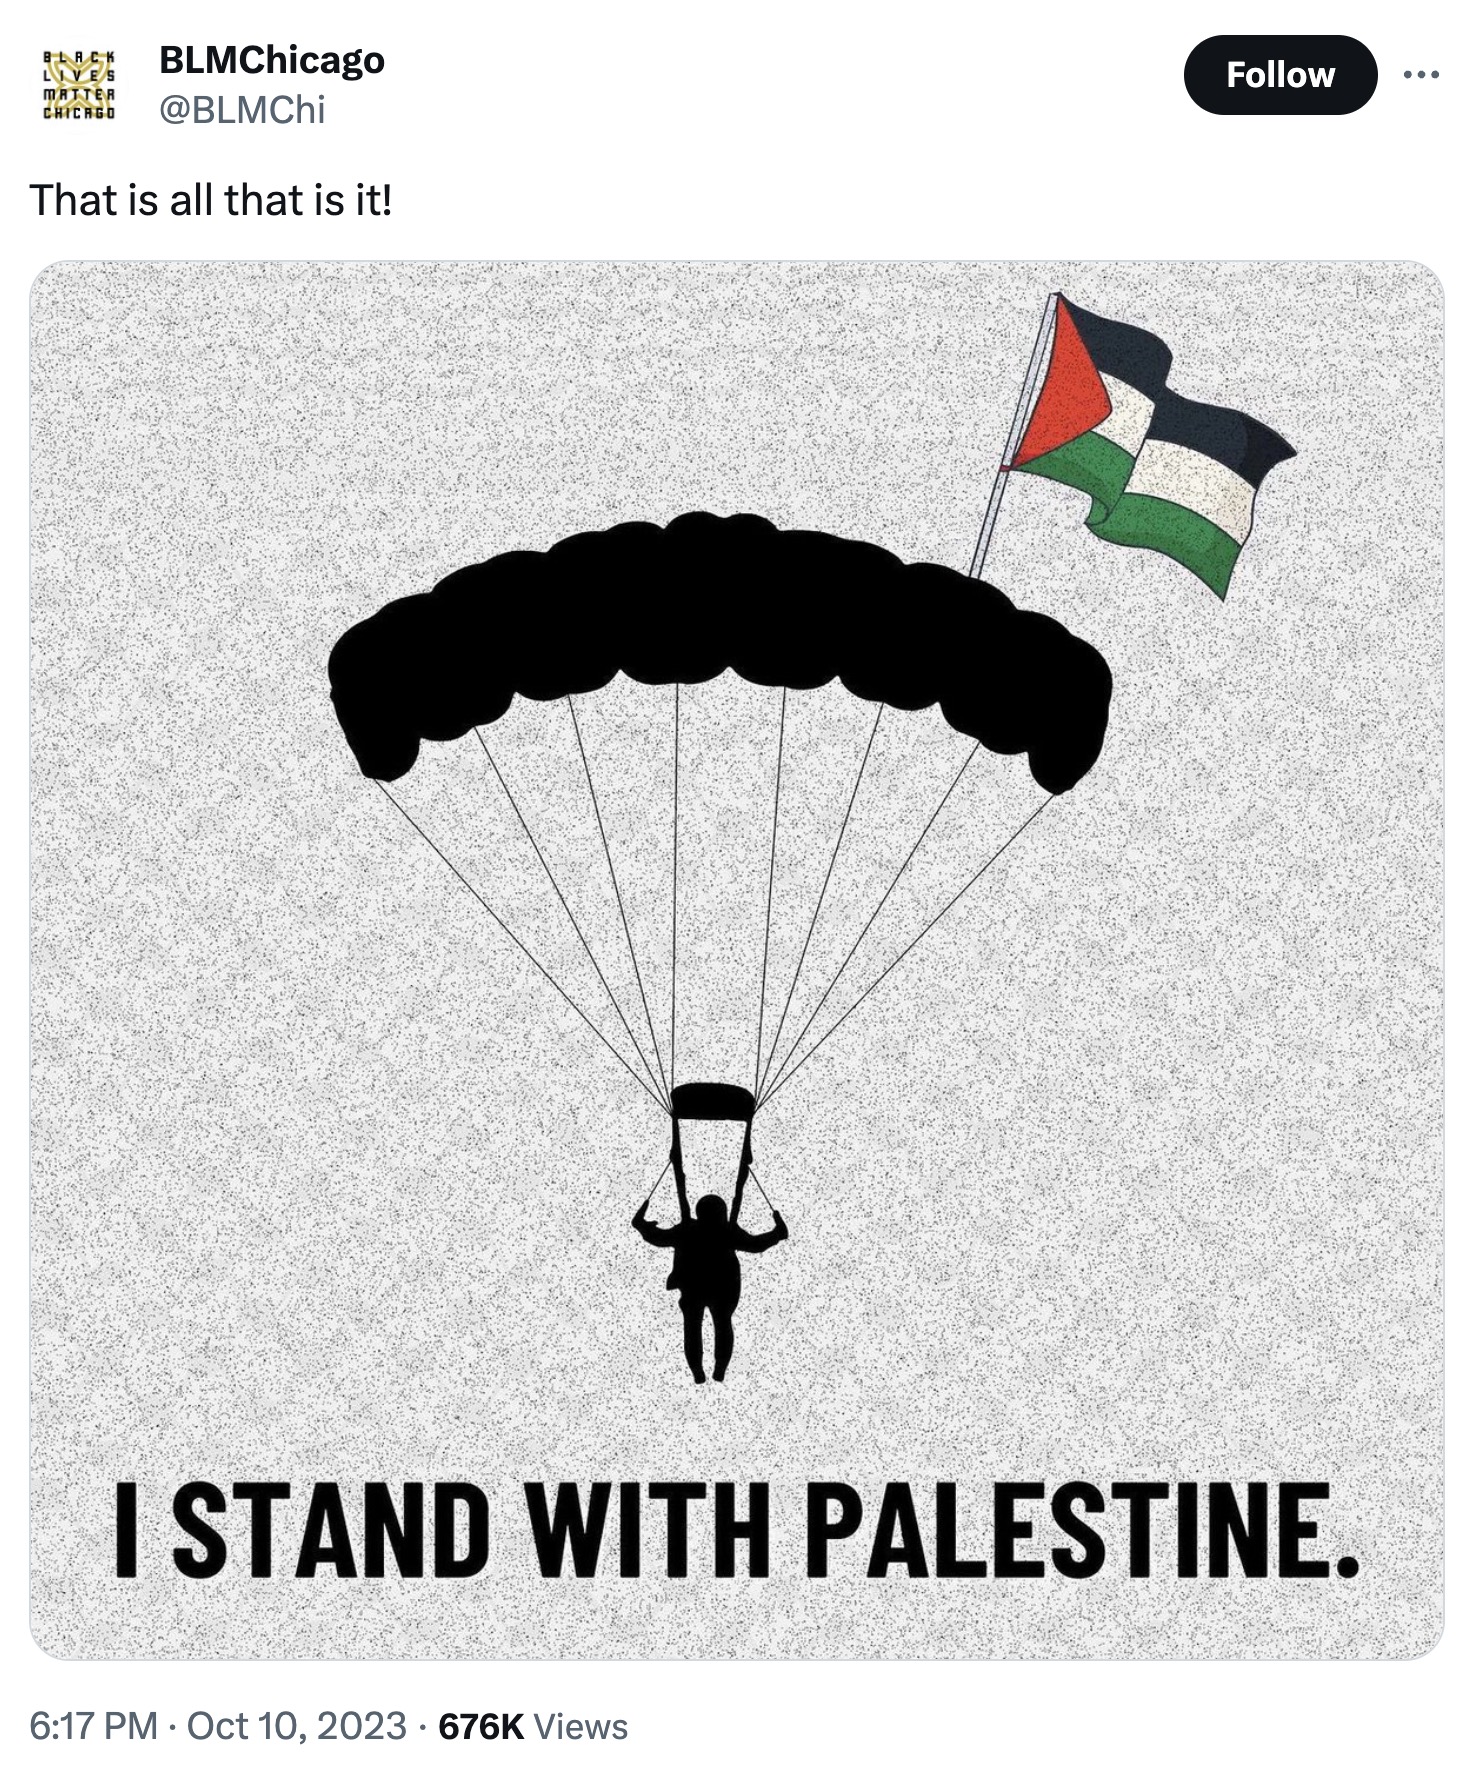 BLACK
LIVES
MATTER
CHICAGO
BLMChicago
@BLMChi
Follow
That is all that is it!
I STAND WITH PALESTINE.
6:17 PM · Oct 10, 2023 · 676K Views